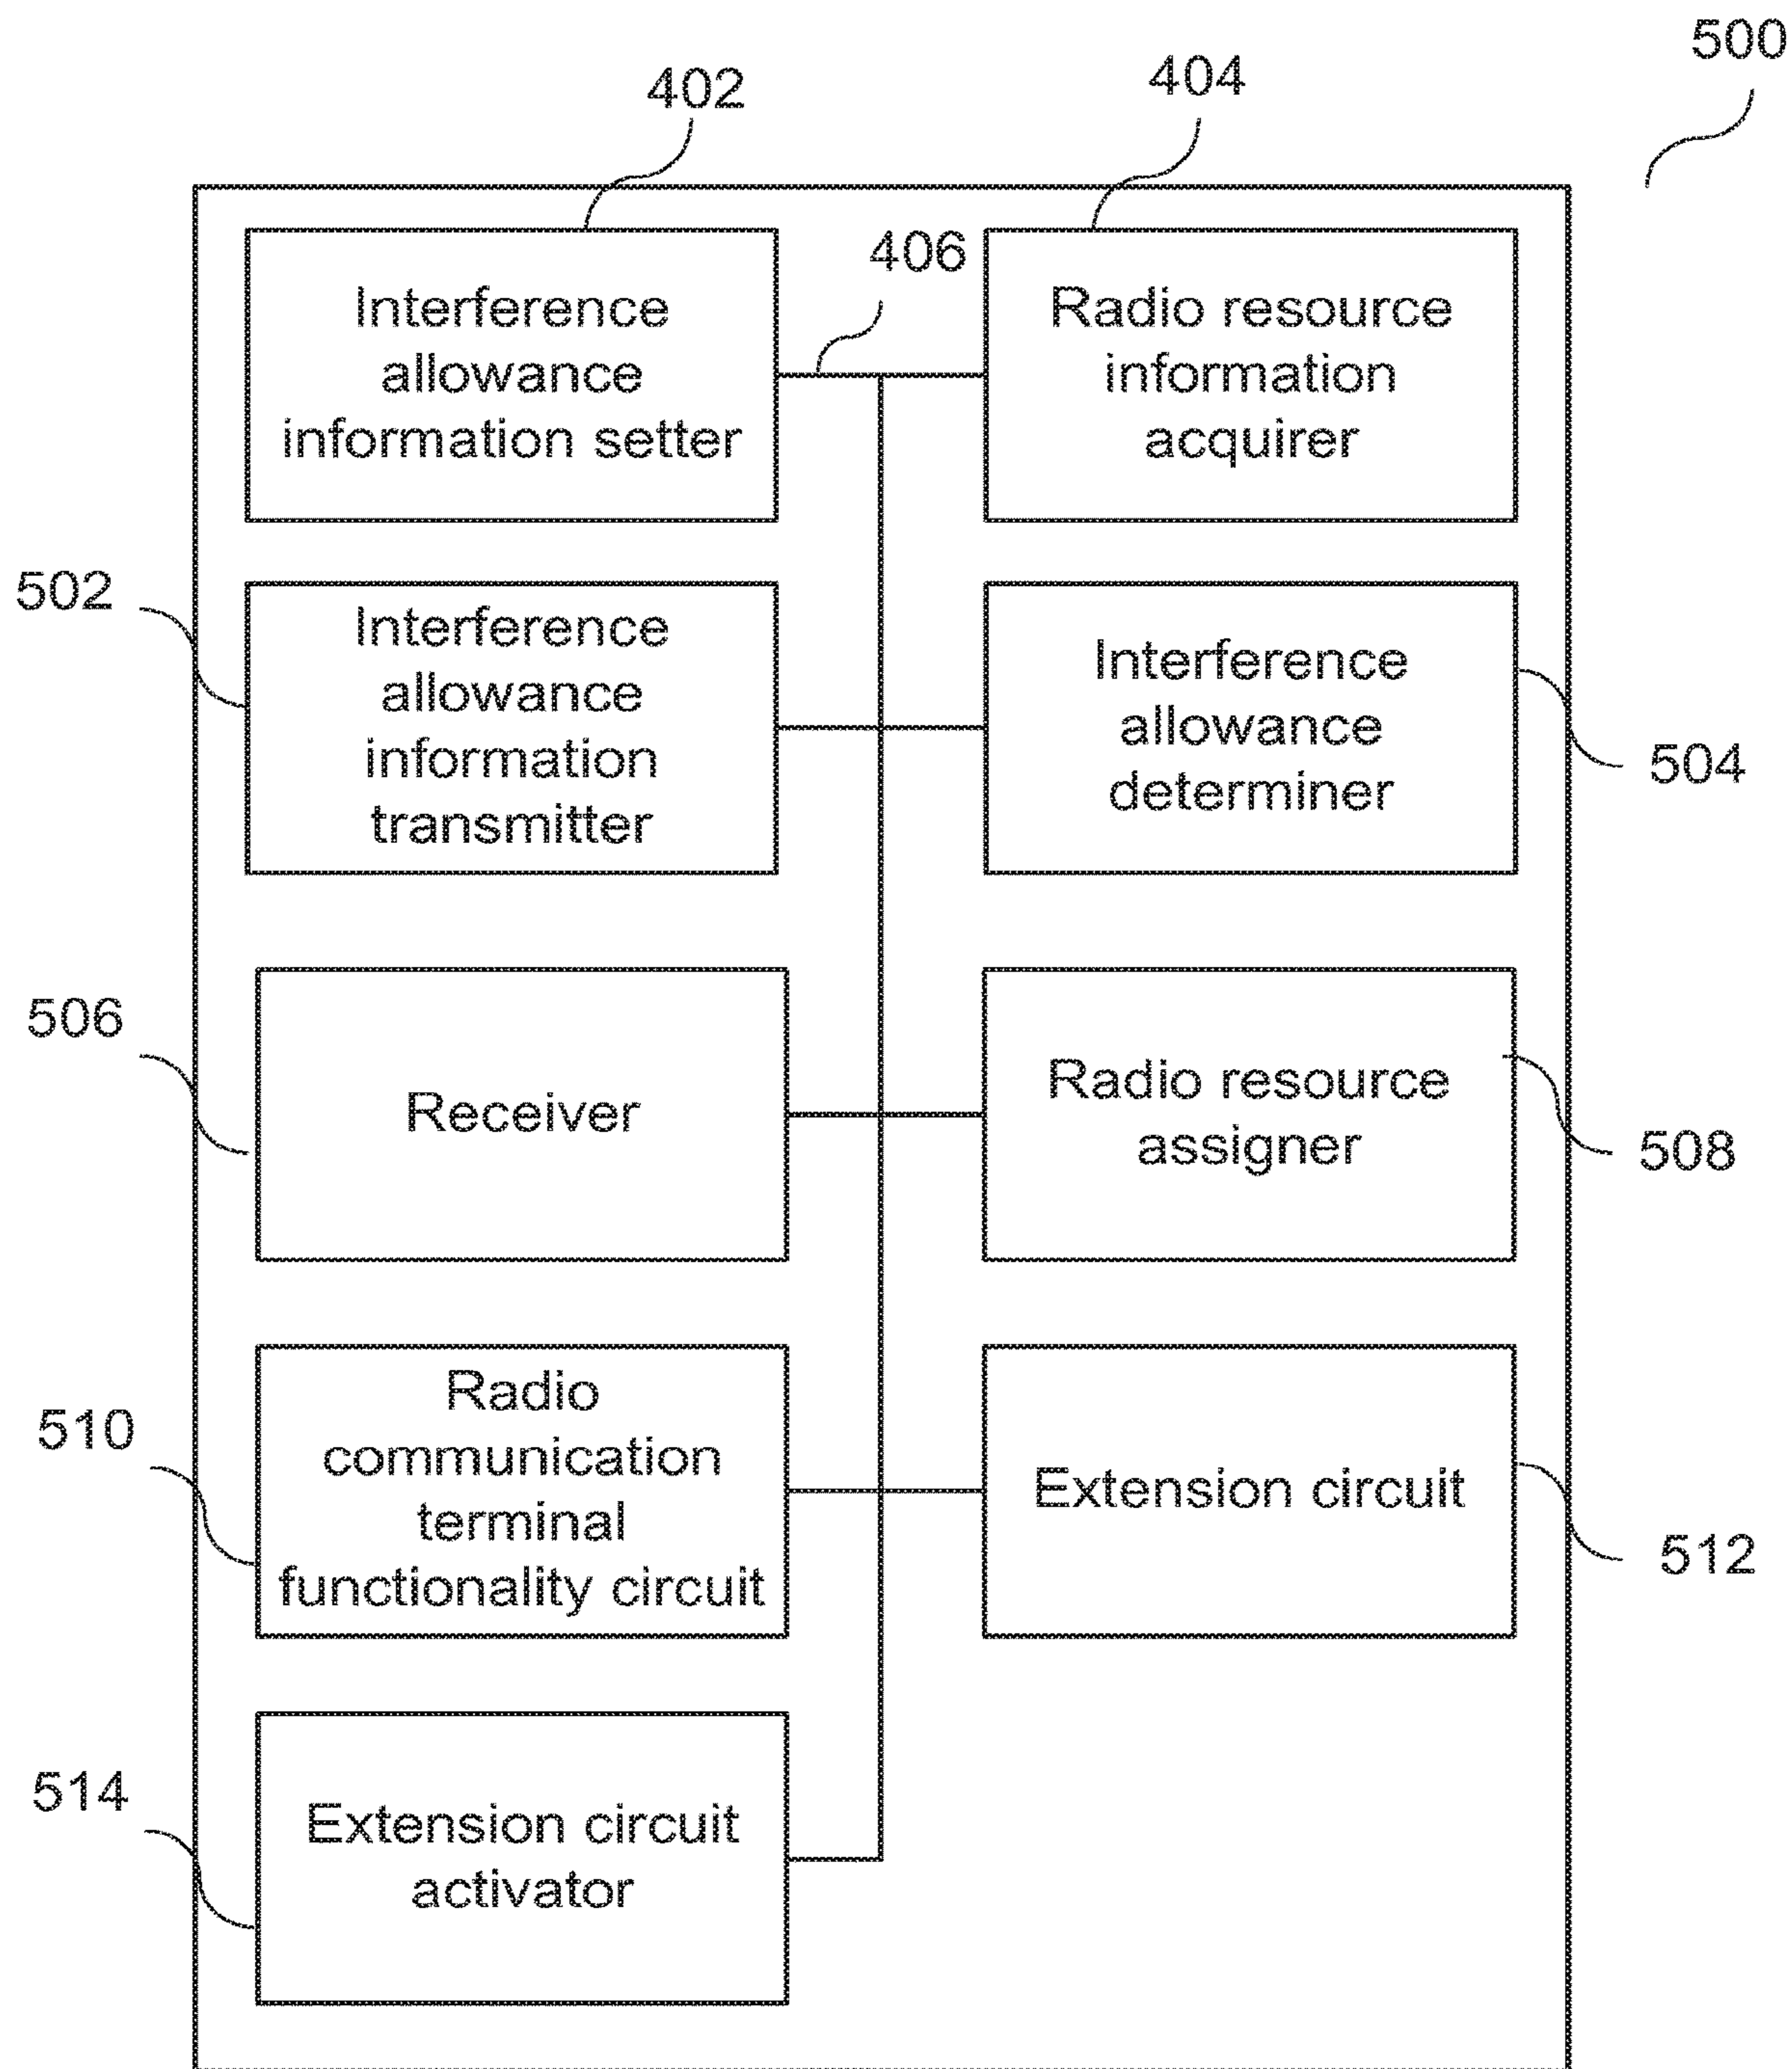 500
402
404
406
Interference
allowance
information setter
Radio resource
information
acquirer
502
Interference
allowance
information
transmitter
Interference
allowance
determiner
504
506
Receiver
Radio resource
assigner
508
510
Radio
communication
terminal
functionality circuit
Extension circuit
512
514
Extension circuit
activator